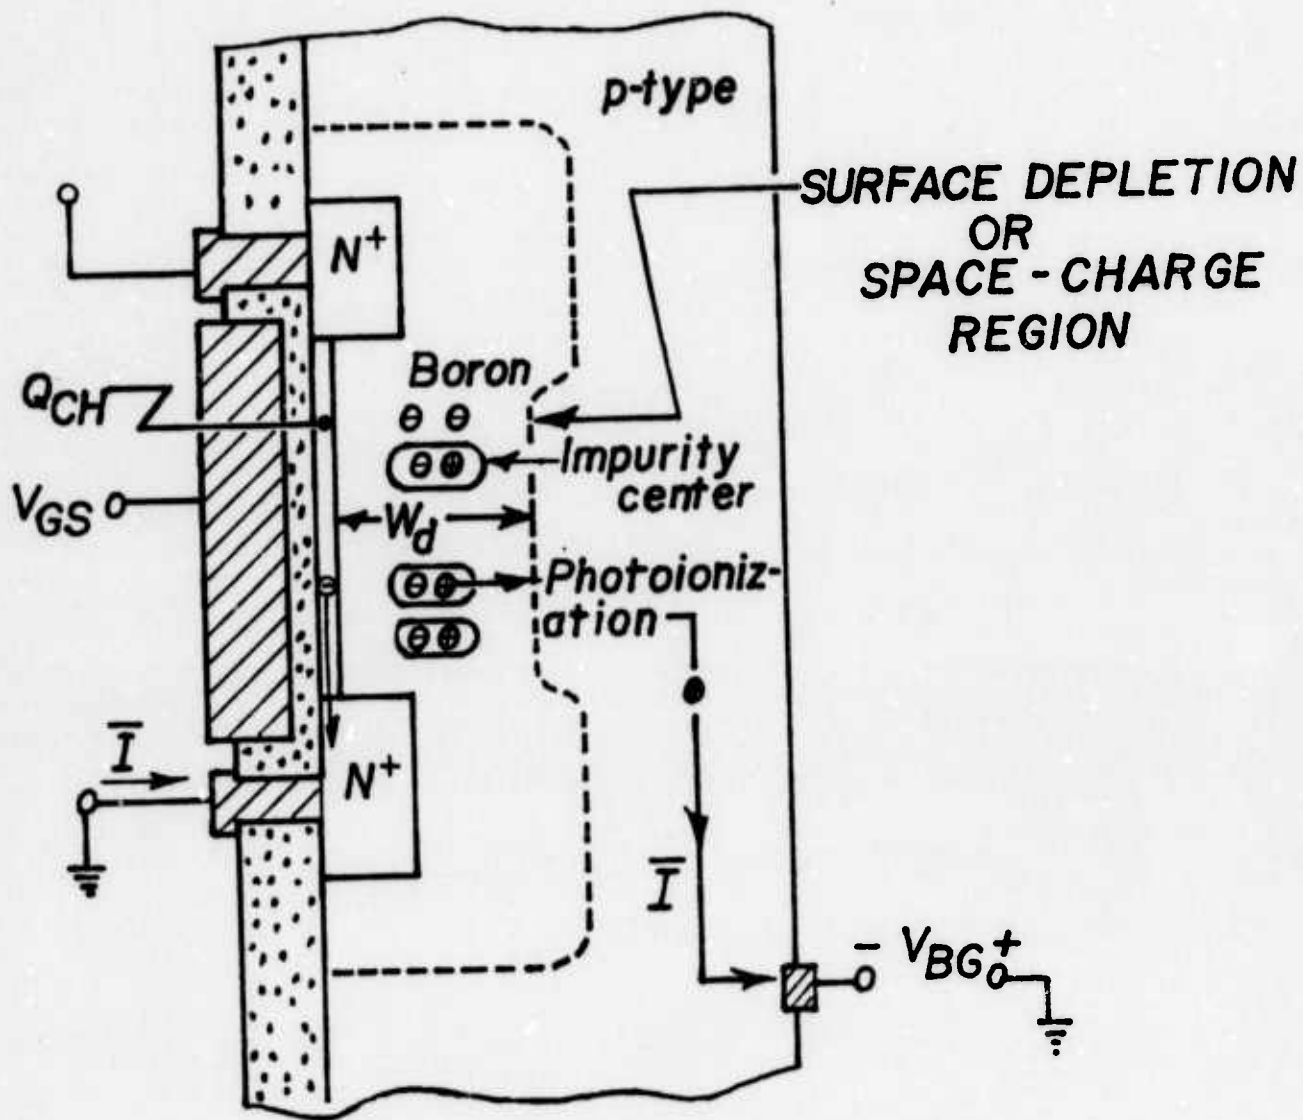 p-type
SURFACE DEPLETION
OR
SPACE-CHARGE
REGION
N+
Boron
QCH
Impurity
center
VGS
Wd
Photoioniz-
ation
I
N+
I
- VBG +